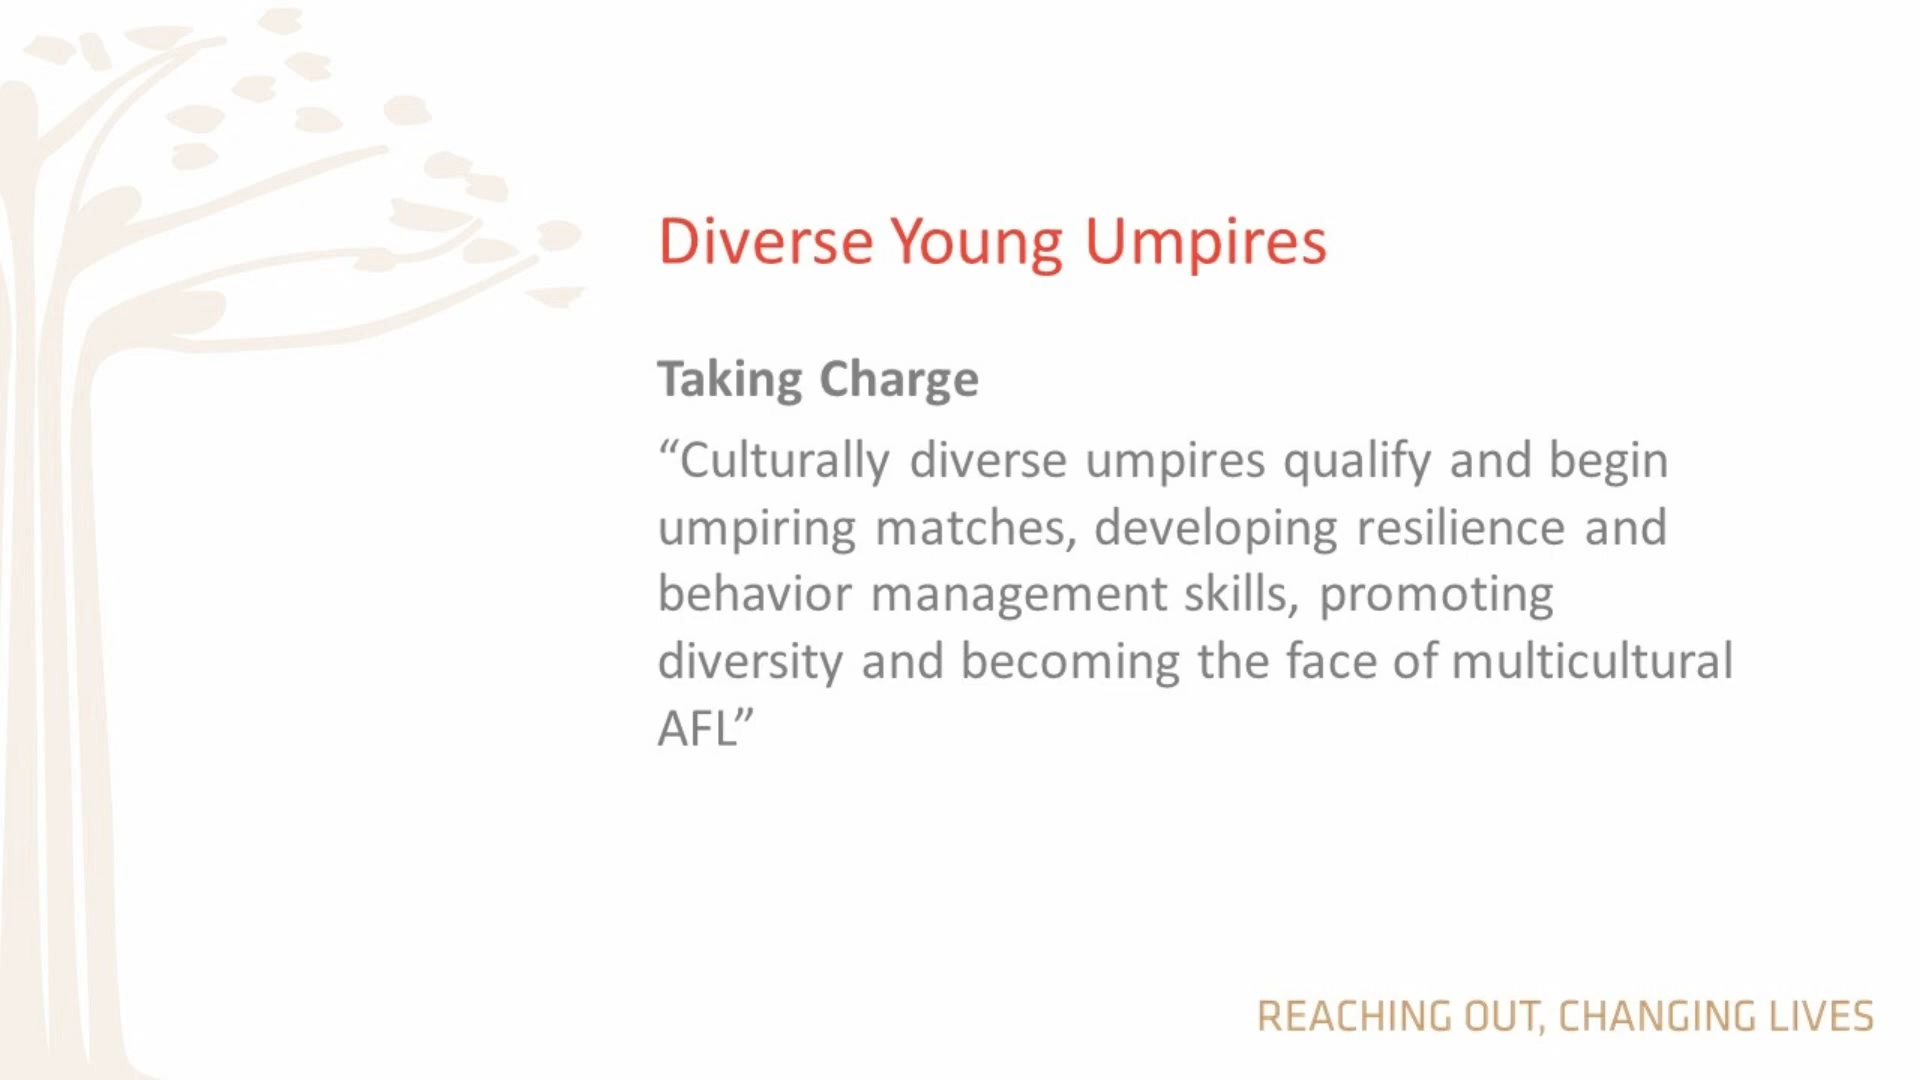 Diverse Young Umpires
Taking Charge
“Culturally diverse umpires qualify and begin
umpiring matches, developing resilience and
behavior management skills, promoting
diversity and becoming the face of multicultural
AFL”
REACHING OUT, CHANGING LIVES